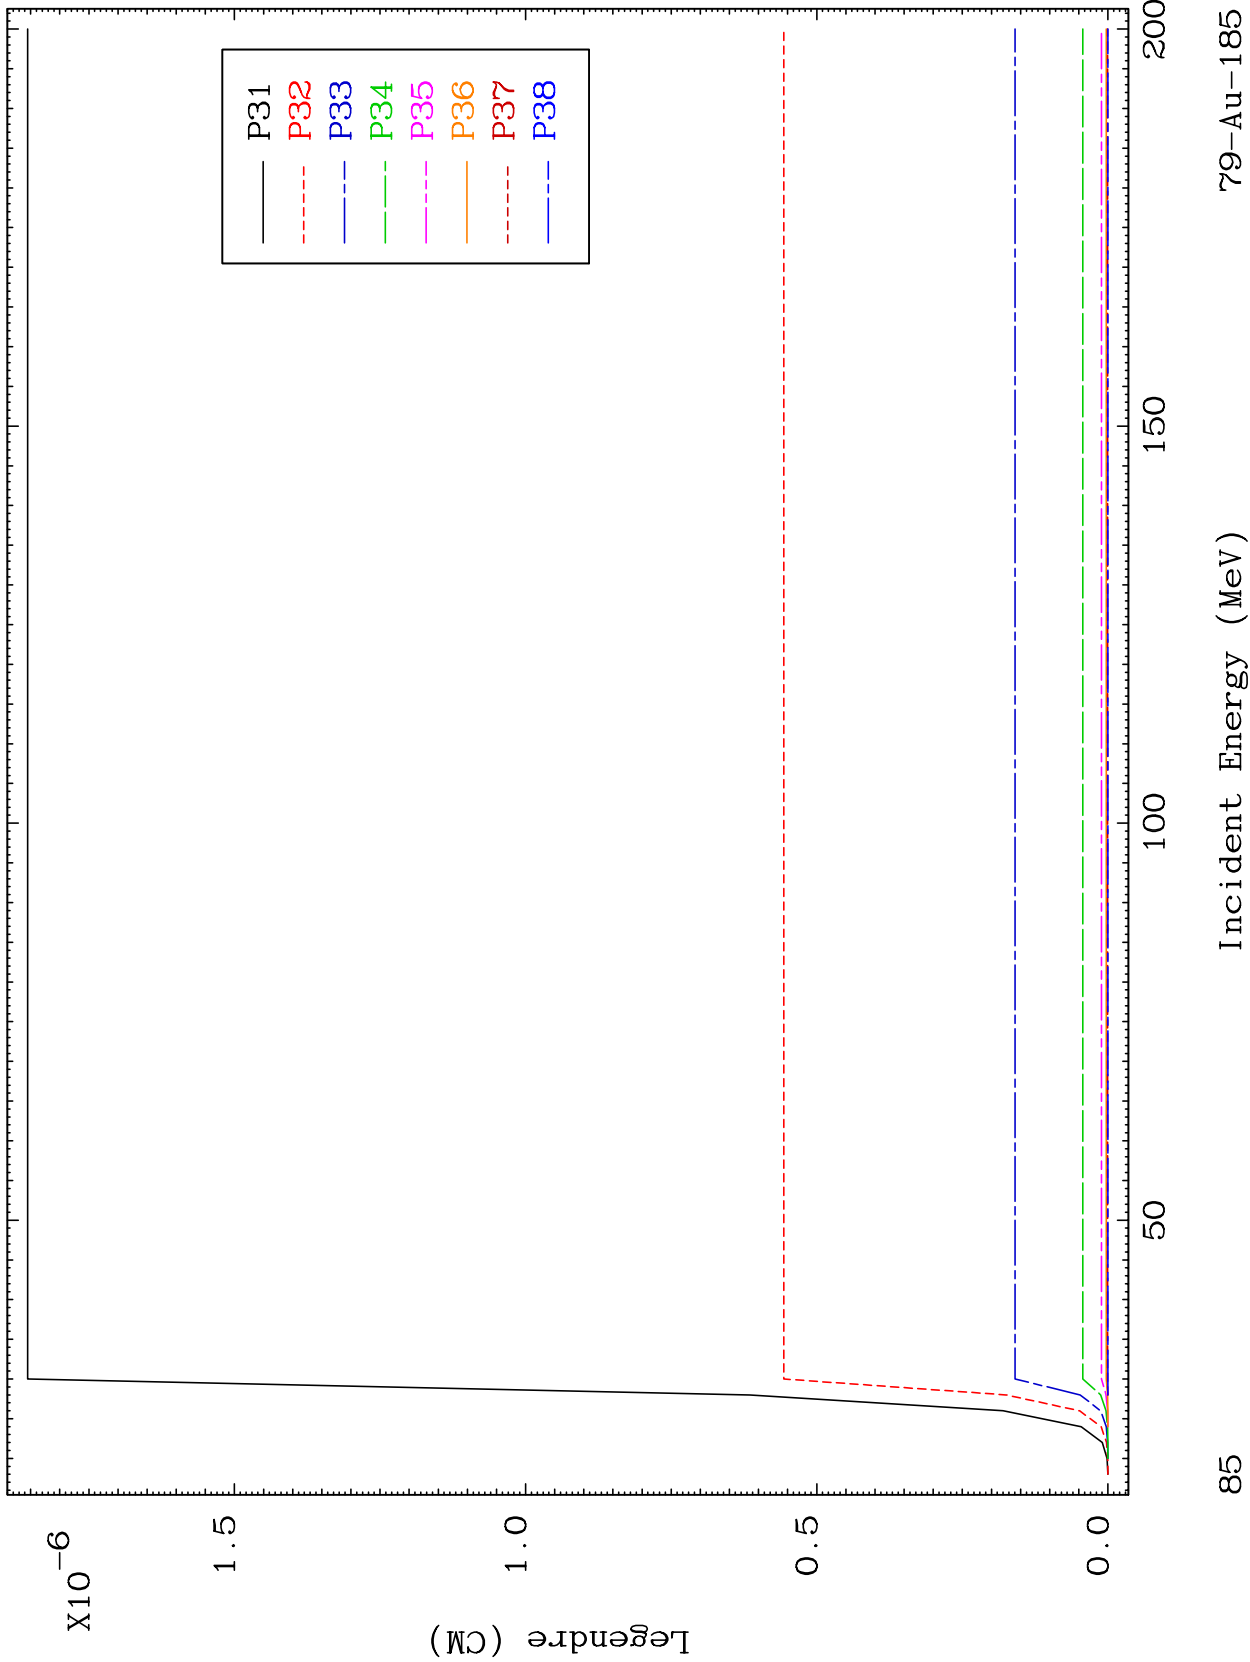 X10⁻⁶
Legendre (CM)
1.5
1.0
0.5
0.0
P31
P32
P33
P34
P35
P36
P37
P38
50
100
150
200
85
Incident Energy (MeV)
79-Au-185